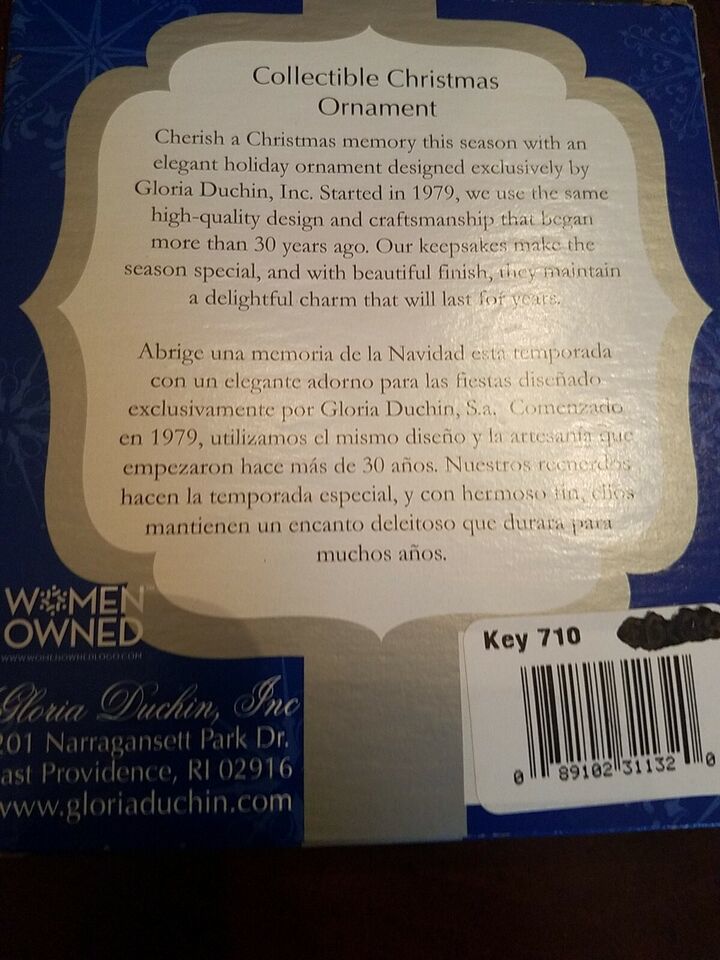 Collectible Christmas
Ornament
Cherish a Christmas memory this season with an
elegant holiday ornament designed exclusively by
Gloria Duchin, Inc. Started in 1979, we use the same
high-quality design and craftsmanship that began
more than 30 years ago. Our keepsakes make the
season special, and with beautiful finish, they maintain
a delightful charm that will last for years.
Abrige una memoria de la Navidad esta temporada
con un elegante adorno para las fiestas diseñado
exclusivamente por Gloria Duchin, S.a. Comenzado
en 1979, utilizamos el mismo diseño y la artesanía que
empezaron hace más de 30 años. Nuestros recuerdos
hacen la temporada especial, y con hermoso fin, ellos
mantienen un encanto deleitoso que durará para
muchos años.
WOMEN
OWNED
WWW.WOMENOWNEDLOGO.COM
Gloria Duchin, Inc
201 Narragansett Park Dr.
ast Providence, RI 02916
www.gloriaduchin.com
Key 710
0 89102 31132 0